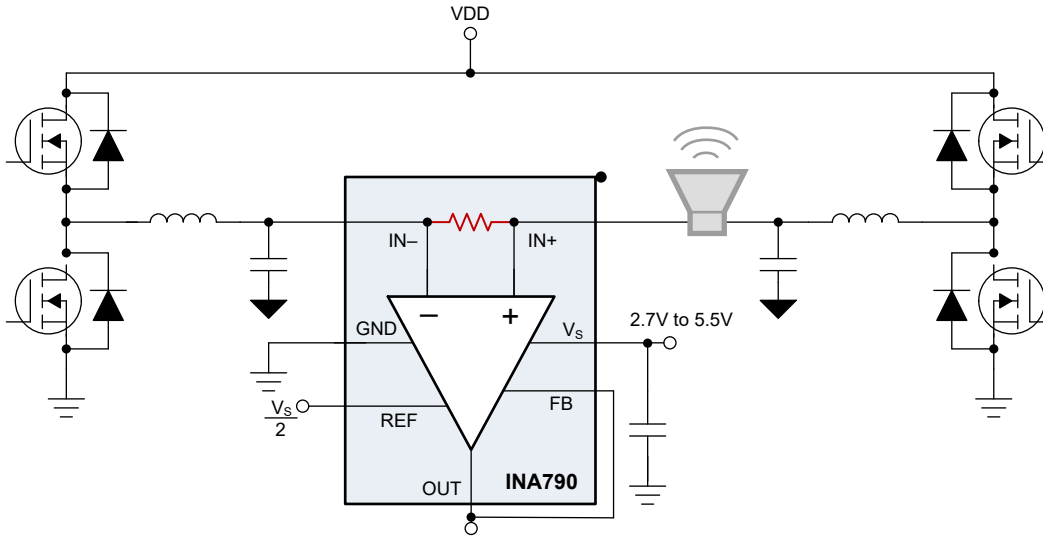 VDD
IN–
IN+
–
+
GND
VS
2.7V to 5.5V
VS
2
REF
FB
OUT
INA790